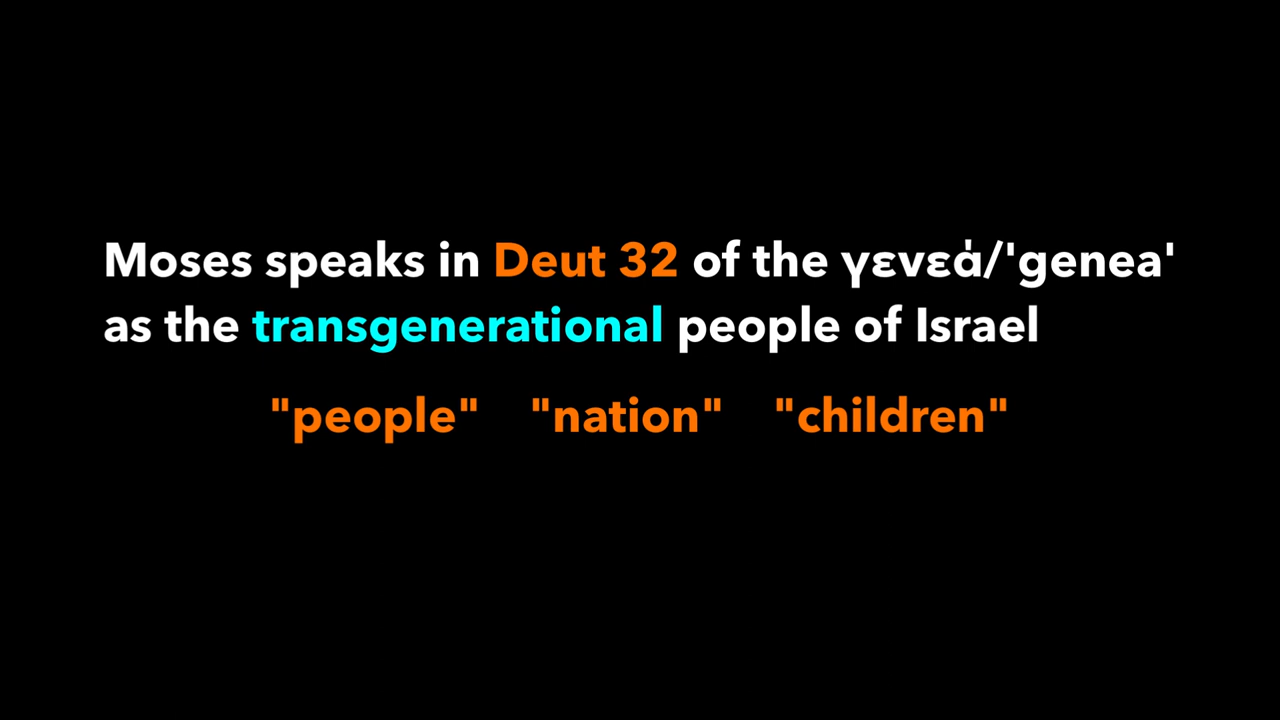 Moses speaks in Deut 32 of the γενεά/'genea'
as the transgenerational people of Israel
"people" "nation" "children"